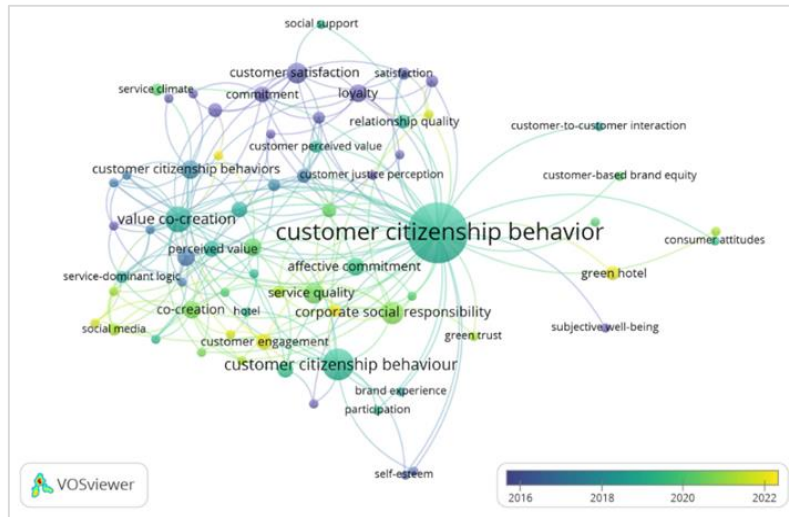 social support
customer satisfaction
satisfaction
service climate
commitment
loyalty
relationship quality
customer-to-customer interaction
customer perceived value
customer citizenship behaviors
customer justice perception
customer-based brand equity
value co-creation
customer citizenship behavior
consumer attitudes
perceived value
affective commitment
service-dominant logic
green hotel
service quality
co-creation
hotel
corporate social responsibility
social media
subjective well-being
customer engagement
green trust
customer citizenship behaviour
brand experience
participation
self-esteem
VOSviewer
2016 2018 2020 2022